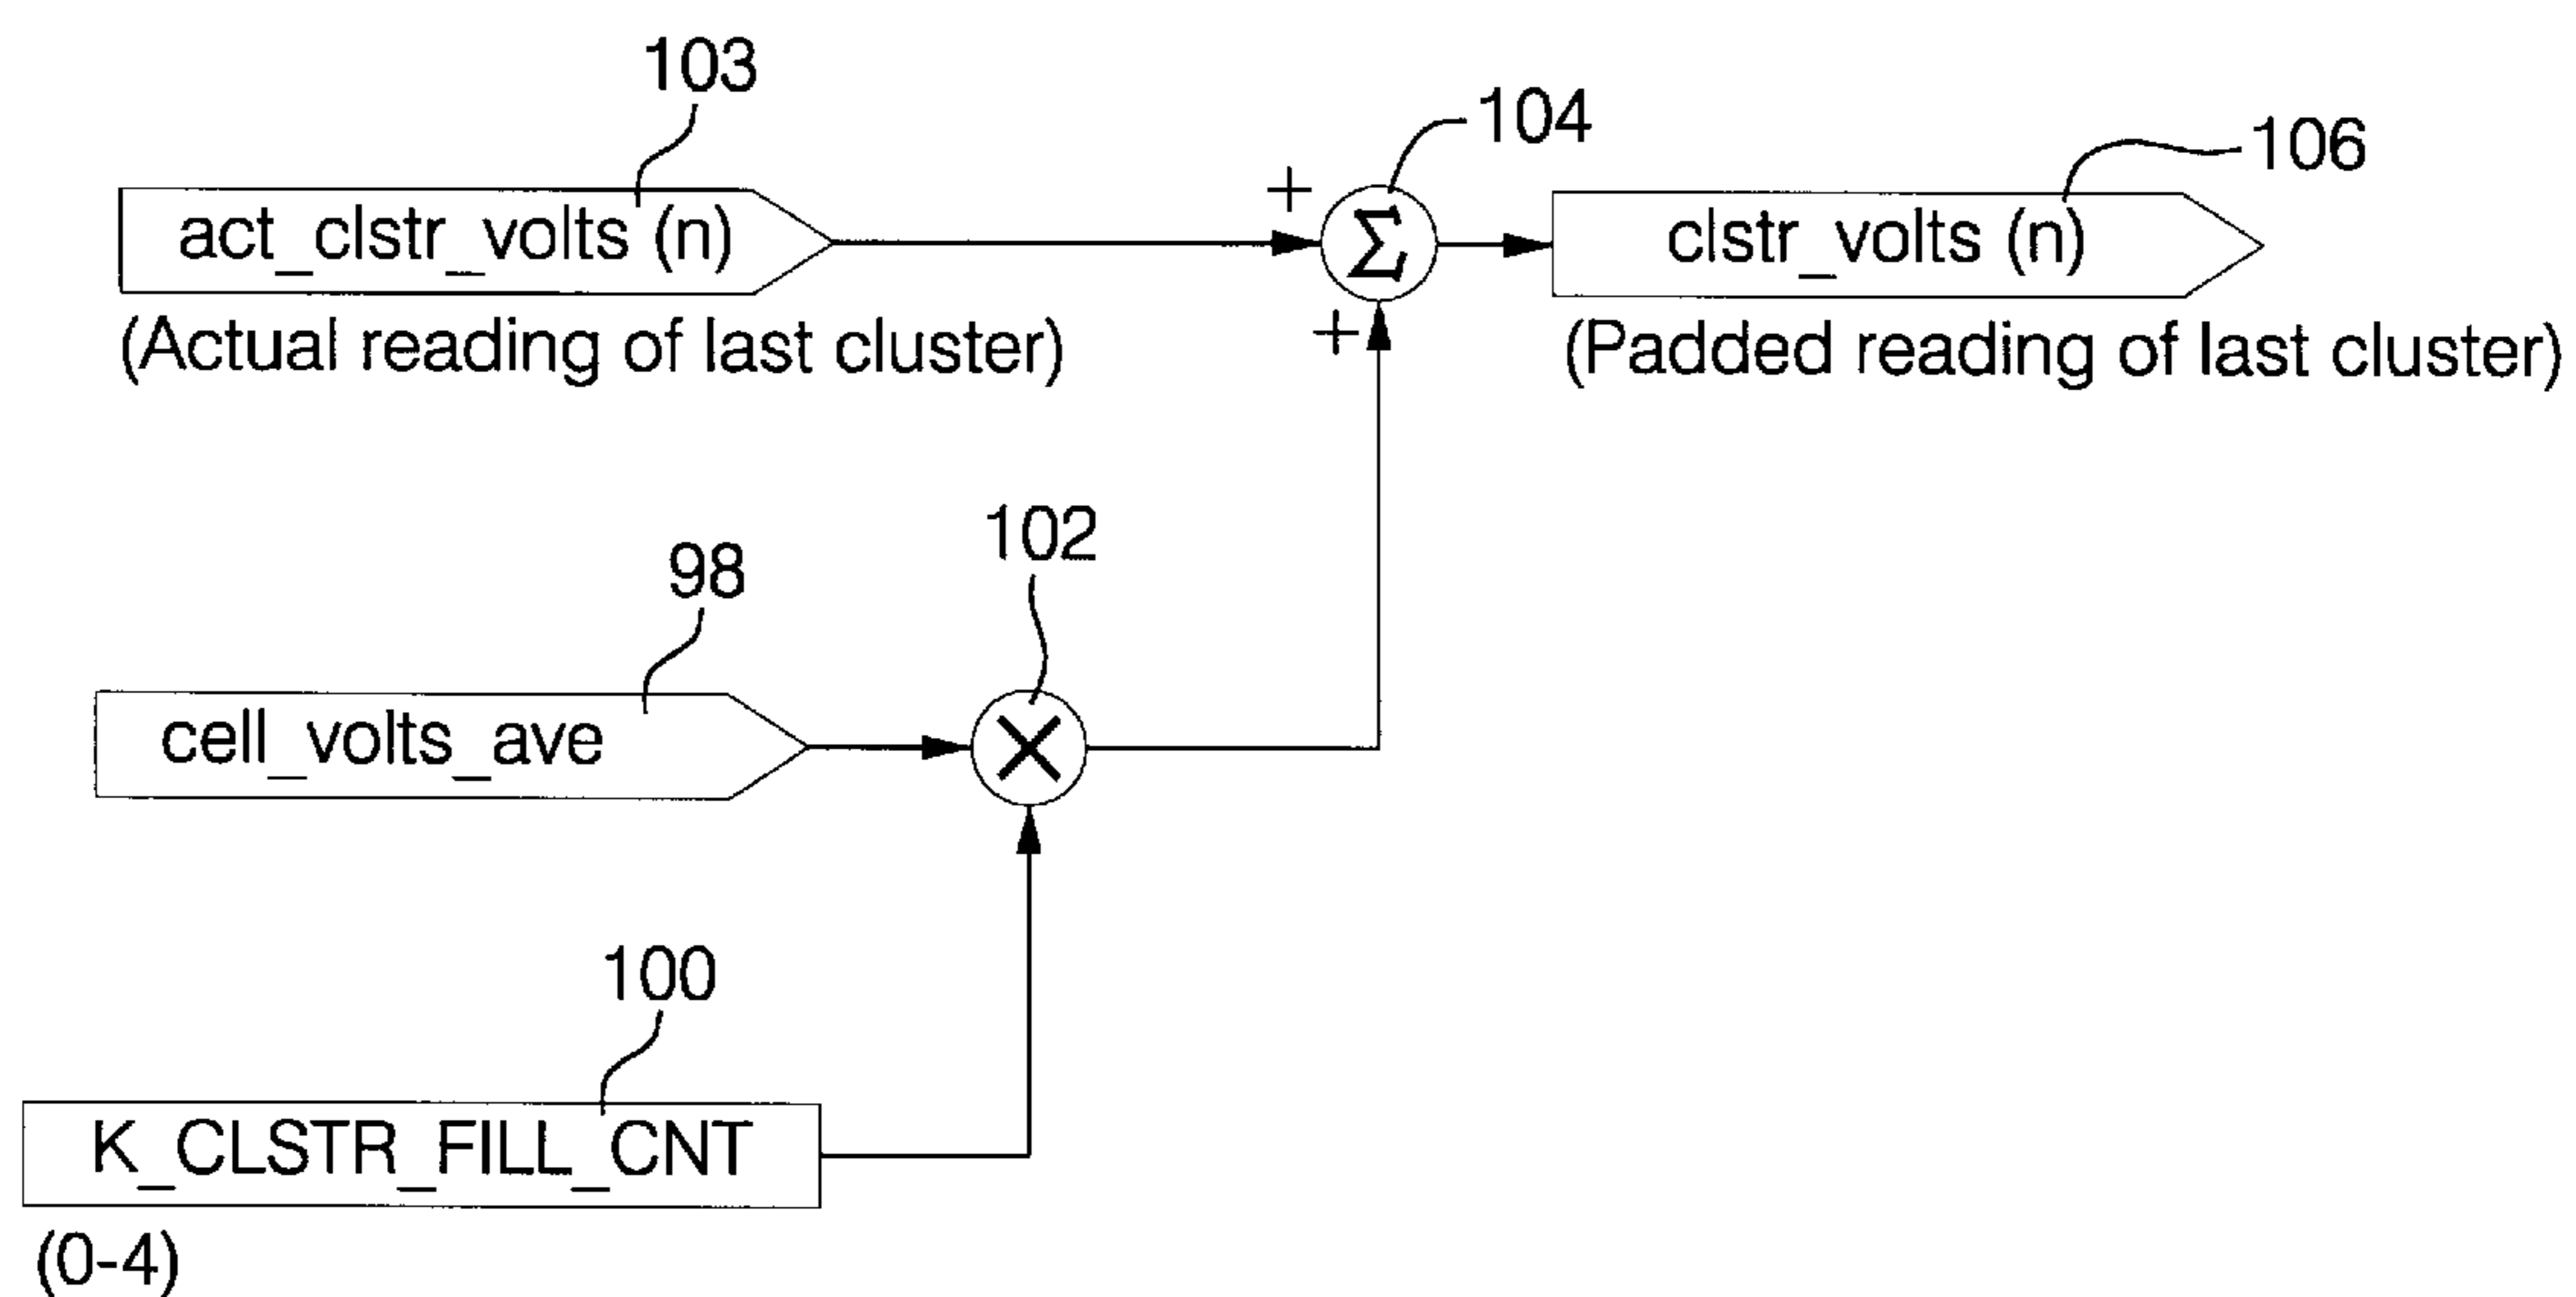 103
104
106
act_clstr_volts (n)
+
Σ
clstr_volts (n)
(Actual reading of last cluster)
+
(Padded reading of last cluster)
98
102
cell_volts_ave
×
100
K_CLSTR_FILL_CNT
(0-4)